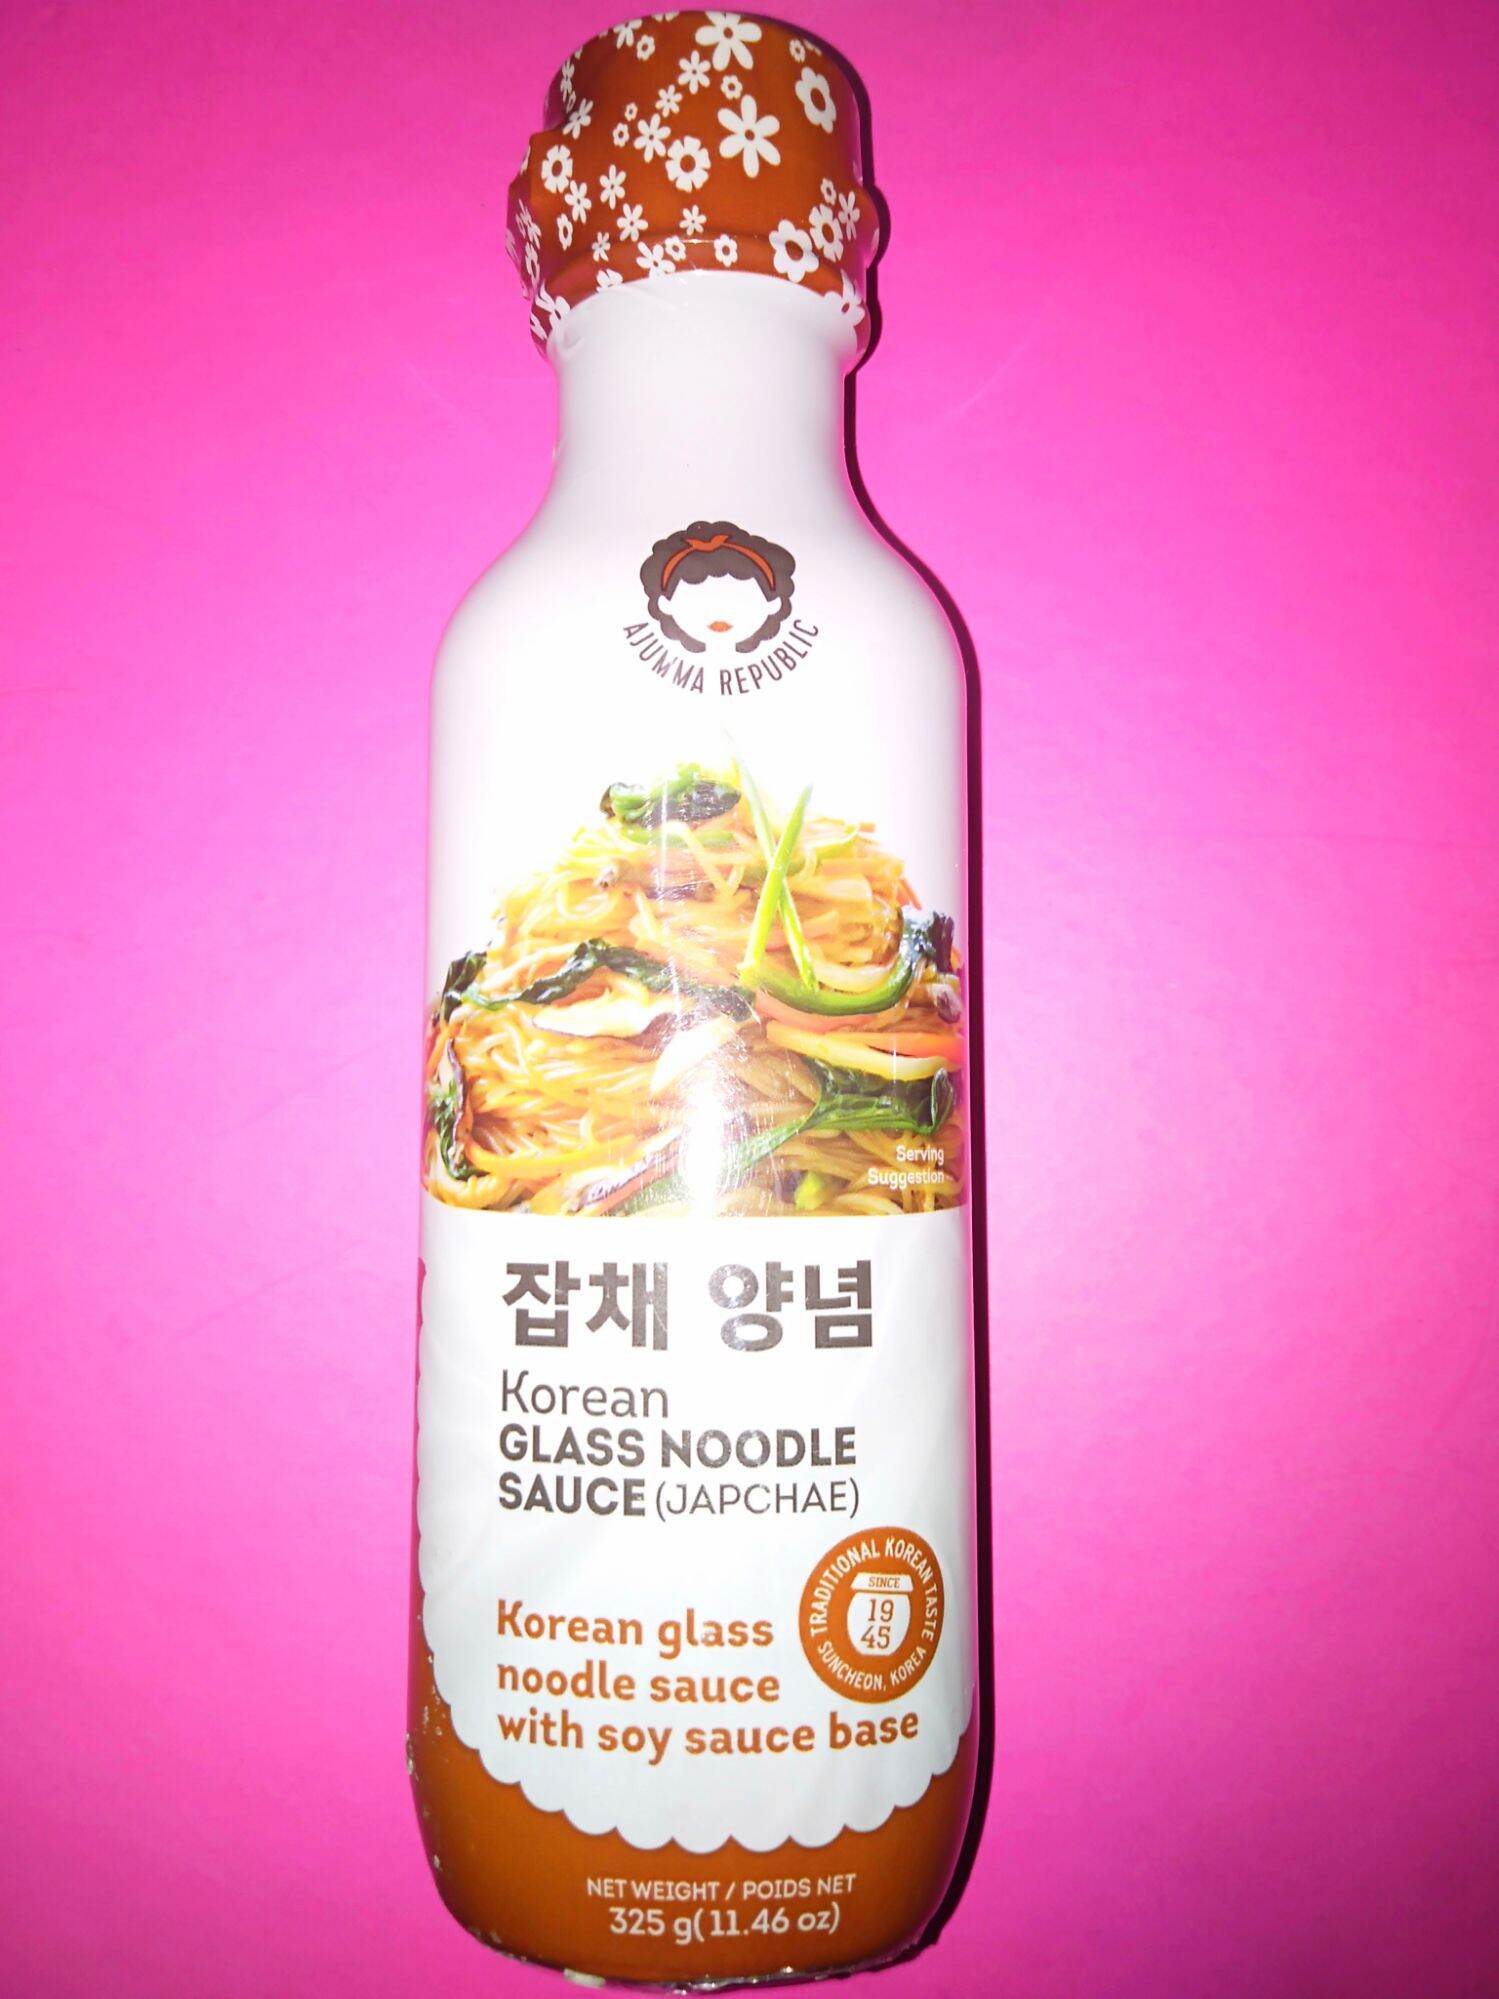 AJUMMA REPUBLIC
Serving
Suggestion
잡채 양념
Korean
GLASS NOODLE
SAUCE (JAPCHAE)
TRADITIONAL KOREAN TASTE
SINCE
19
45
SUNCHEON, KOREA
Korean glass
noodle sauce
with soy sauce base
NET WEIGHT / POIDS NET
325 g(11.46 oz)